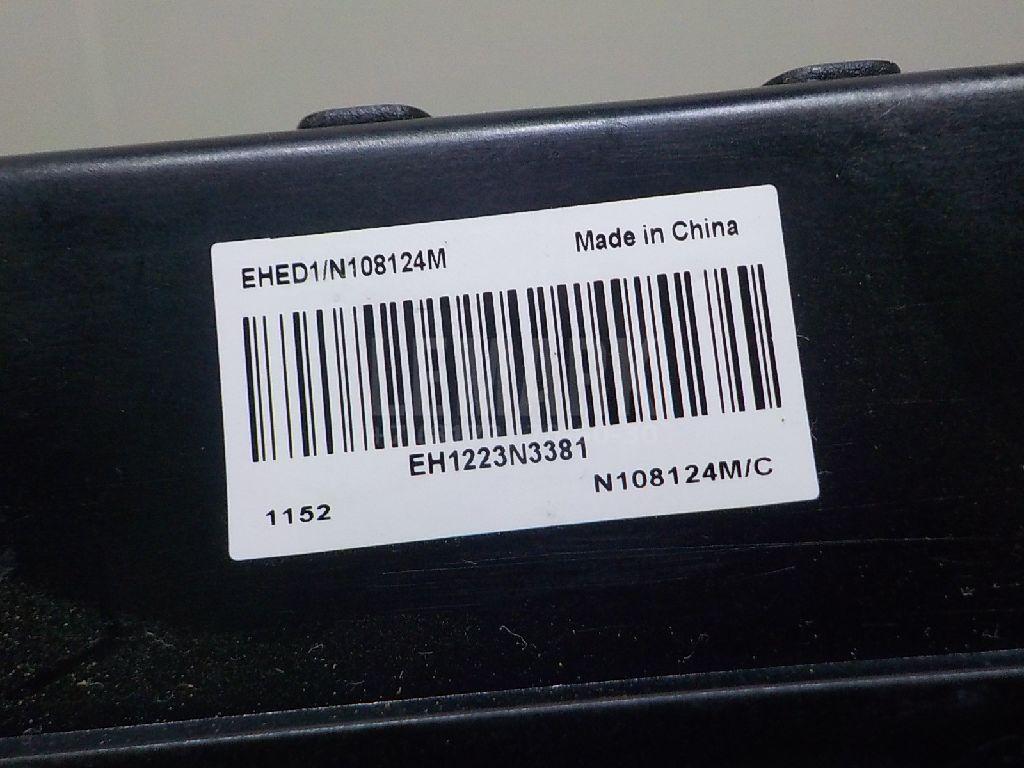 EHED1/N108124M
Made in China
EH1223N3381
N108124M/C
1152